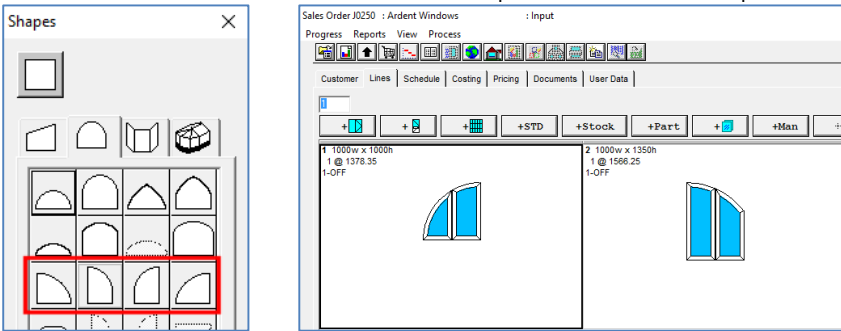 Shapes
Sales Order J0250 : Ardent Windows : Input
Progress Reports View Process
Customer Lines Schedule Costing Pricing Documents User Data
1
+ + + +STD +Stock +Part + +Man
1 1000w x 1000h
1 @ 1378.35
1-OFF
2 1000w x 1350h
1 @ 1566.25
1-OFF